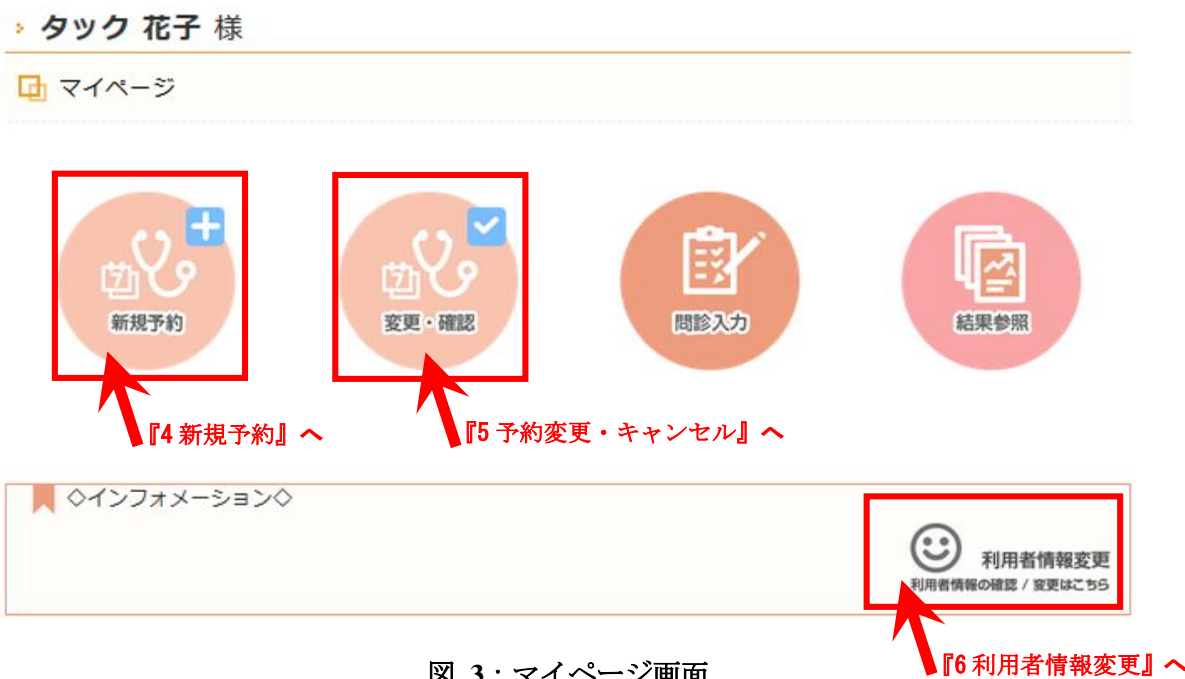 タック 花子 様
マイページ
7
新規予約
7
変更・確認
問診入力
結果参照
『4 新規予約』へ
『5 予約変更・キャンセル』へ
◇インフォメーション◇
利用者情報変更
利用者情報の確認 / 変更はこちら
『6 利用者情報変更』へ
図 3・マイページ画面